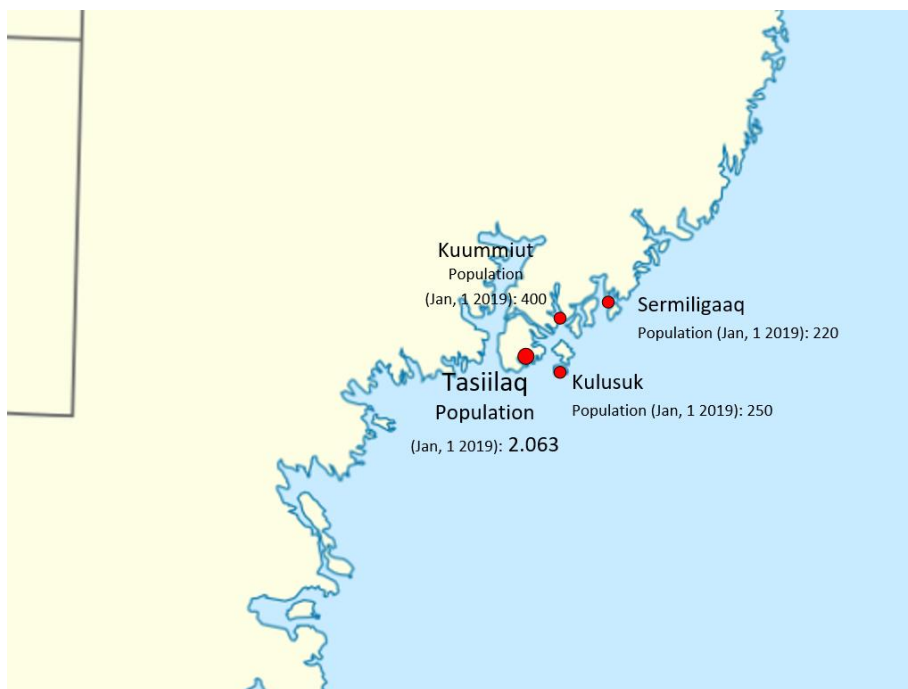 Kuummiut
Population
(Jan, 1 2019): 400
Sermiligaaq
Population (Jan, 1 2019): 220
Tasiilaq
Population
(Jan, 1 2019): 2.063
Kulusuk
Population (Jan, 1 2019): 250